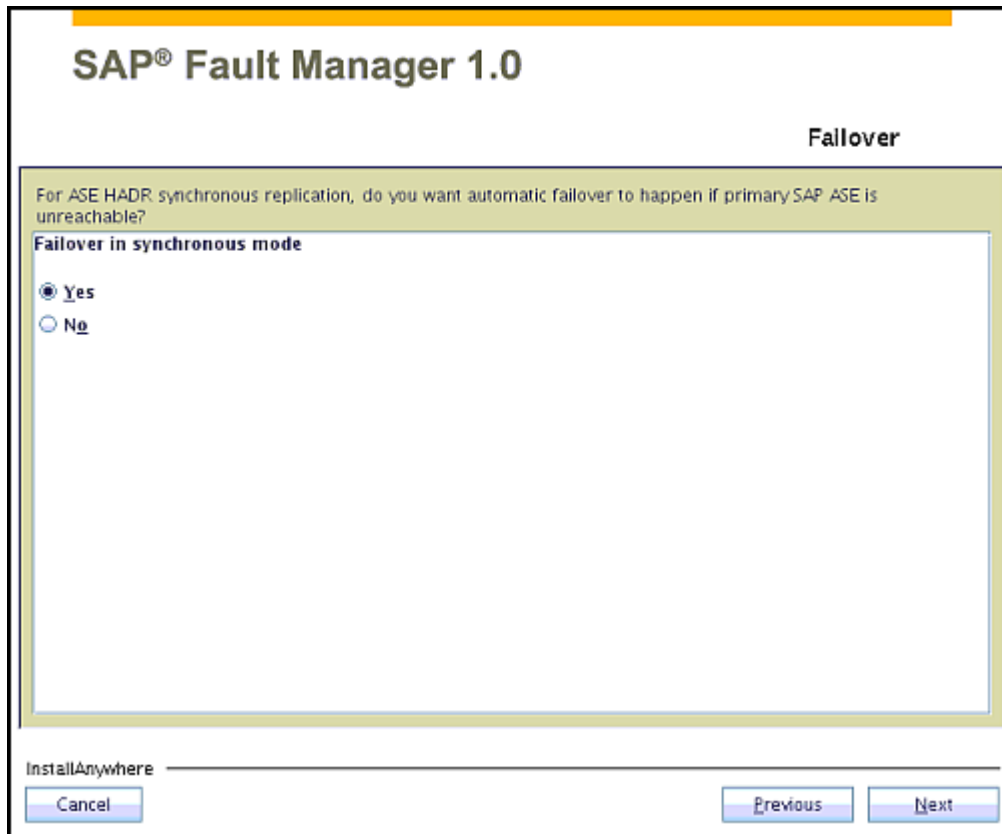 SAP® Fault Manager 1.0
Failover
For ASE HADR synchronous replication, do you want automatic failover to happen if primary SAP ASE is
unreachable?
Failover in synchronous mode
Yes
No
InstallAnywhere
Cancel
Previous
Next